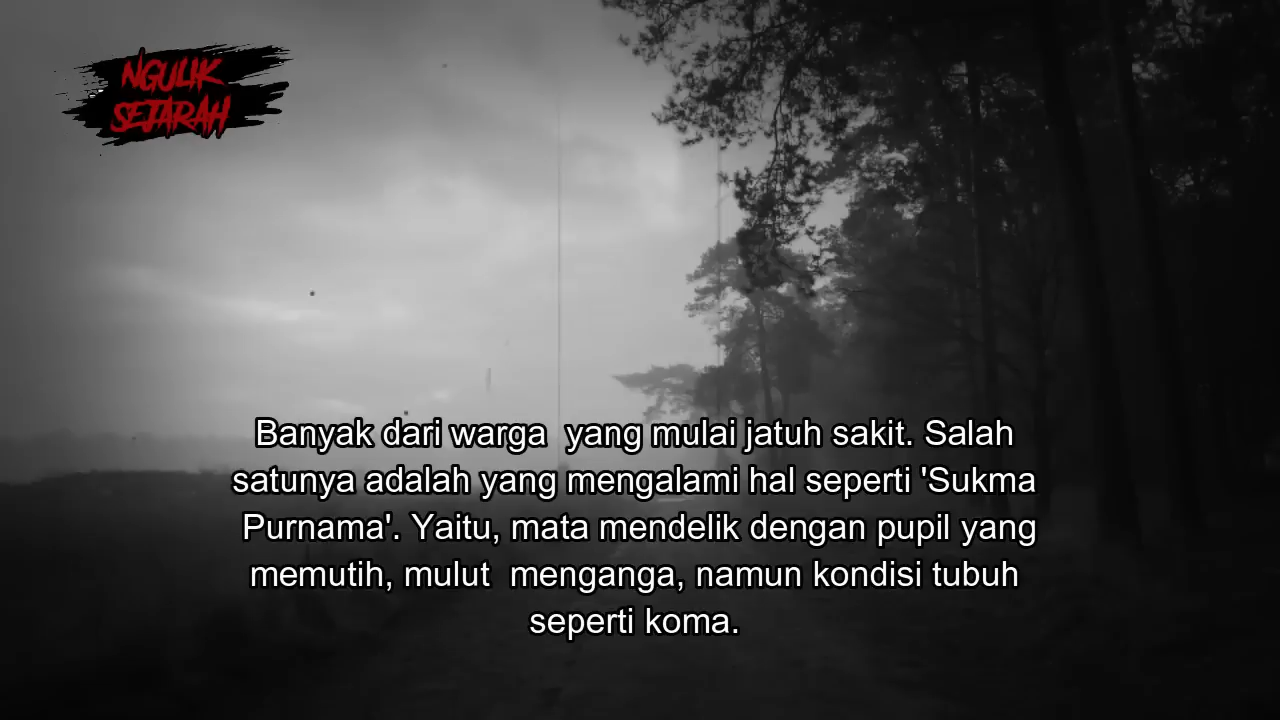 NGULIK
SEJARAH
Banyak dari warga  yang mulai jatuh sakit. Salah
satunya adalah yang mengalami hal seperti 'Sukma
Purnama'. Yaitu, mata mendelik dengan pupil yang
memutih, mulut  menganga, namun kondisi tubuh
seperti koma.